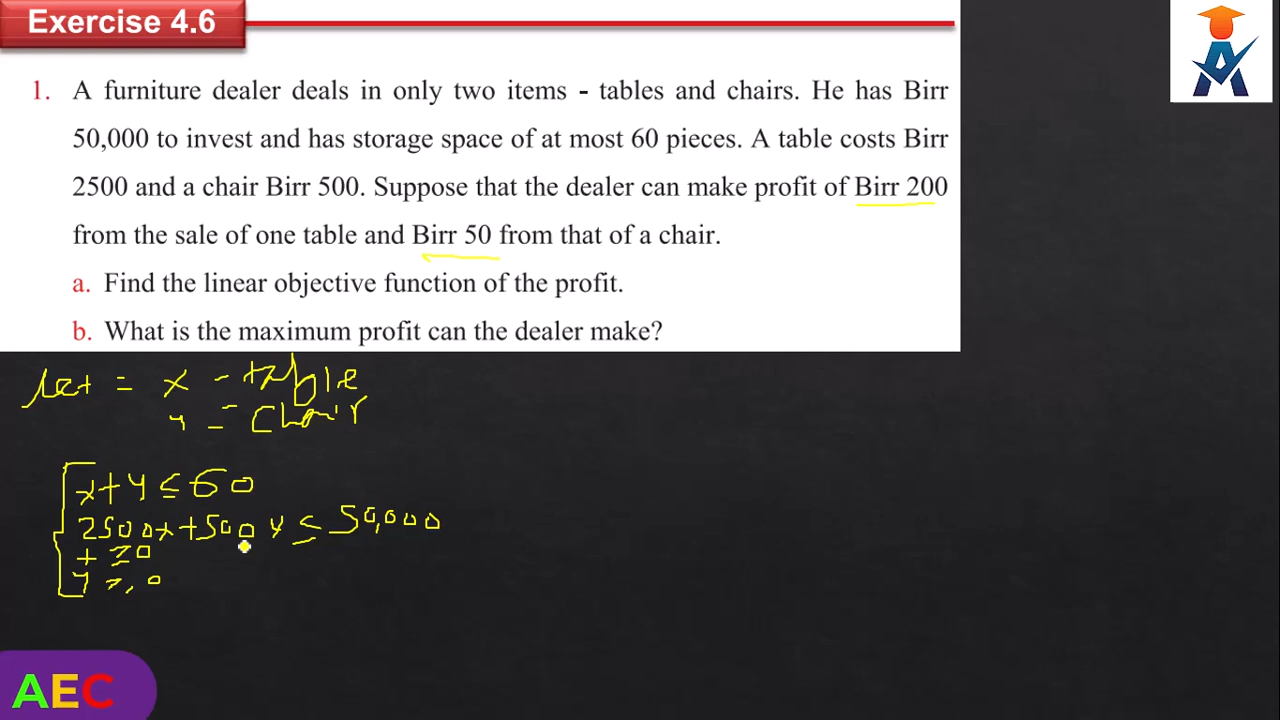 Exercise 4.6
1. A furniture dealer deals in only two items - tables and chairs. He has Birr
50,000 to invest and has storage space of at most 60 pieces. A table costs Birr
2500 and a chair Birr 500. Suppose that the dealer can make profit of Birr 200
from the sale of one table and Birr 50 from that of a chair.
a. Find the linear objective function of the profit.
b. What is the maximum profit can the dealer make?
let = x - table
y = Chair
x+y ≤ 60
2500x+500y ≤ 50,000
x ≥ 0
y ≥ 0
AEC